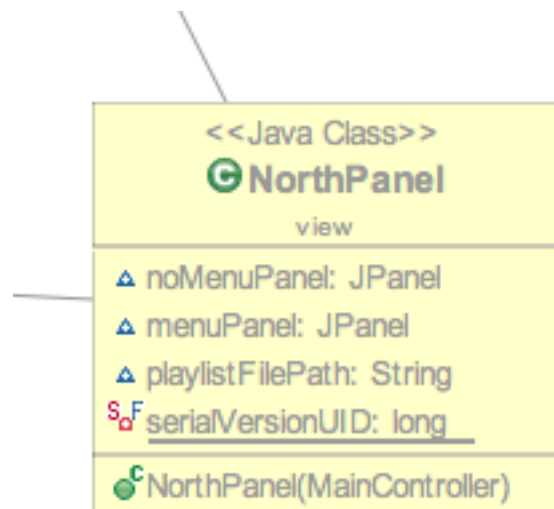 <<Java Class>>
C NorthPanel
view
noMenuPanel: JPanel
menuPanel: JPanel
playlistFilePath: String
S F serialVersionUID: long
C NorthPanel(MainController)